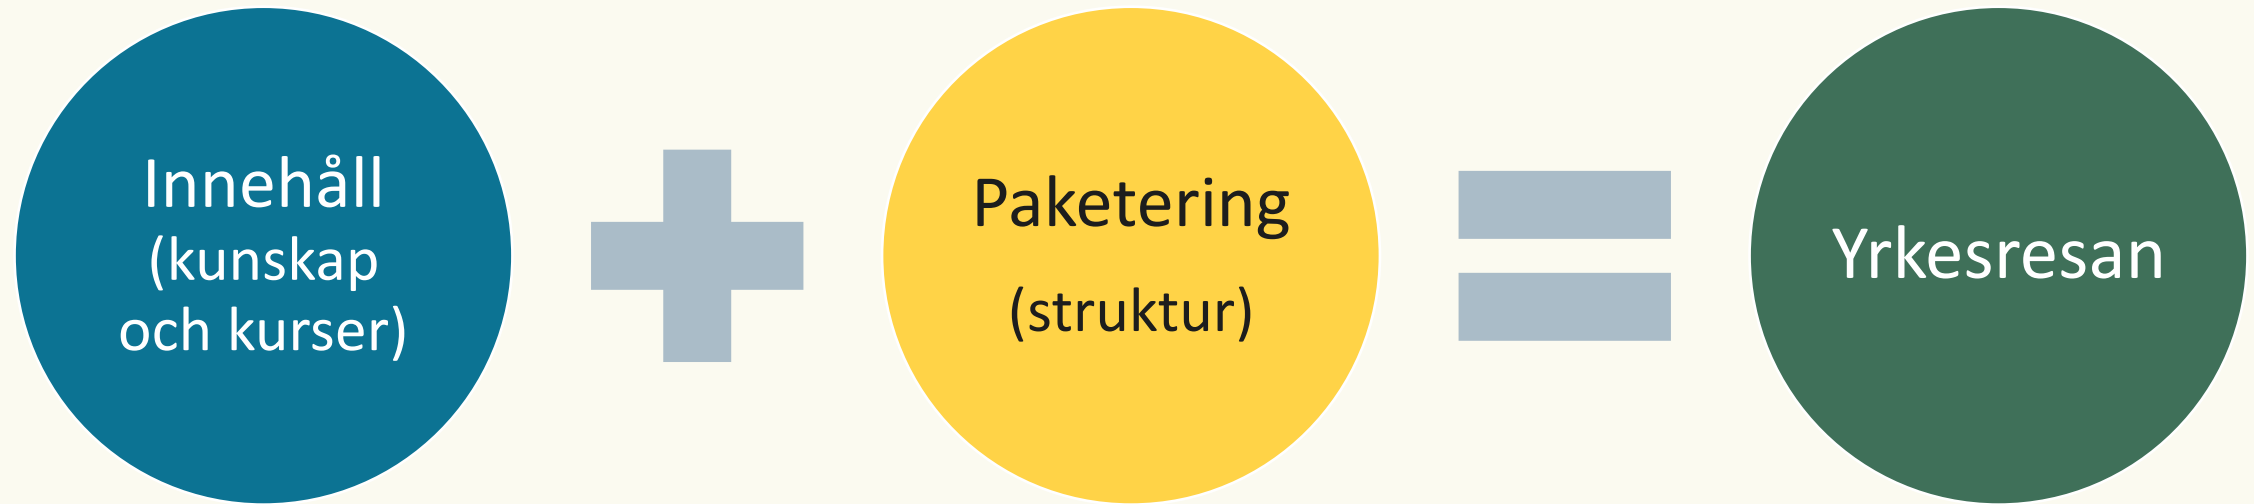 Innehåll
(kunskap
och kurser)
Paketering
(struktur)
Yrkesresan